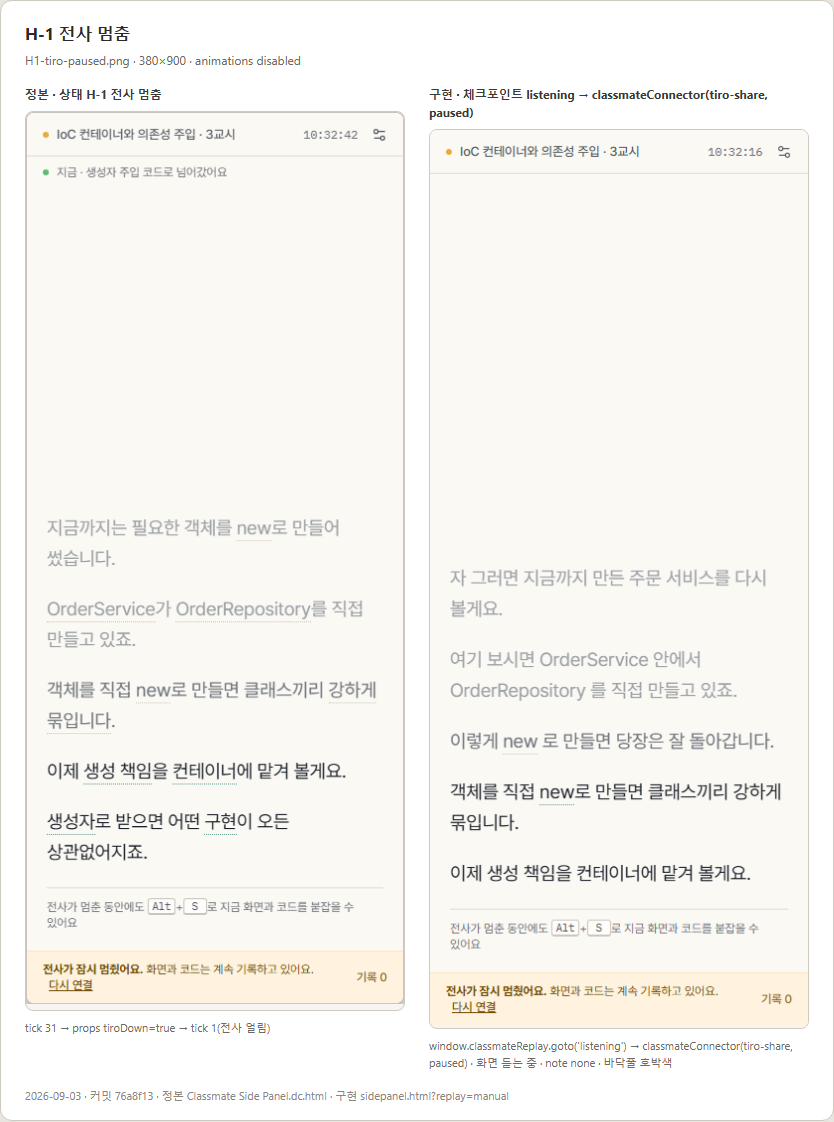 H-1 전사 멈춤
H1-tiro-paused.png · 380×900 · animations disabled
정본 · 상태 H-1 전사 멈춤
IoC 컨테이너와 의존성 주입 · 3교시
10:32:42
지금 · 생성자 주입 코드로 넘어갔어요
지금까지는 필요한 객체를 new로 만들어
썼습니다.
OrderService가 OrderRepository를 직접
만들고 있죠.
객체를 직접 new로 만들면 클래스끼리 강하게
묶입니다.
이제 생성 책임을 컨테이너에 맡겨 볼게요.
생성자로 받으면 어떤 구현이 오든
상관없어지죠.
전사가 멈춘 동안에도 Alt+S로 지금 화면과 코드를 붙잡을 수
있어요
전사가 잠시 멈췄어요. 화면과 코드는 계속 기록하고 있어요.
다시 연결
기록 0
tick 31 → props tiroDown=true → tick 1(전사 열림)
구현 · 체크포인트 listening → classmateConnector(tiro-share,
paused)
IoC 컨테이너와 의존성 주입 · 3교시
10:32:16
자 그러면 지금까지 만든 주문 서비스를 다시
볼게요.
여기 보시면 OrderService 안에서
OrderRepository 를 직접 만들고 있죠.
이렇게 new 로 만들면 당장은 잘 돌아갑니다.
객체를 직접 new로 만들면 클래스끼리 강하게
묶입니다.
이제 생성 책임을 컨테이너에 맡겨 볼게요.
전사가 멈춘 동안에도 Alt+S로 지금 화면과 코드를 붙잡을 수
있어요
전사가 잠시 멈췄어요. 화면과 코드는 계속 기록하고 있어요.
다시 연결
기록 0
window.classmateReplay.goto('listening') → classmateConnector(tiro-share,
paused) · 화면 듣는 중 · note none · 바닥풀 호박색
2026-09-03 · 커밋 76a8f13 · 정본 Classmate Side Panel.dc.html · 구현 sidepanel.html?replay=manual